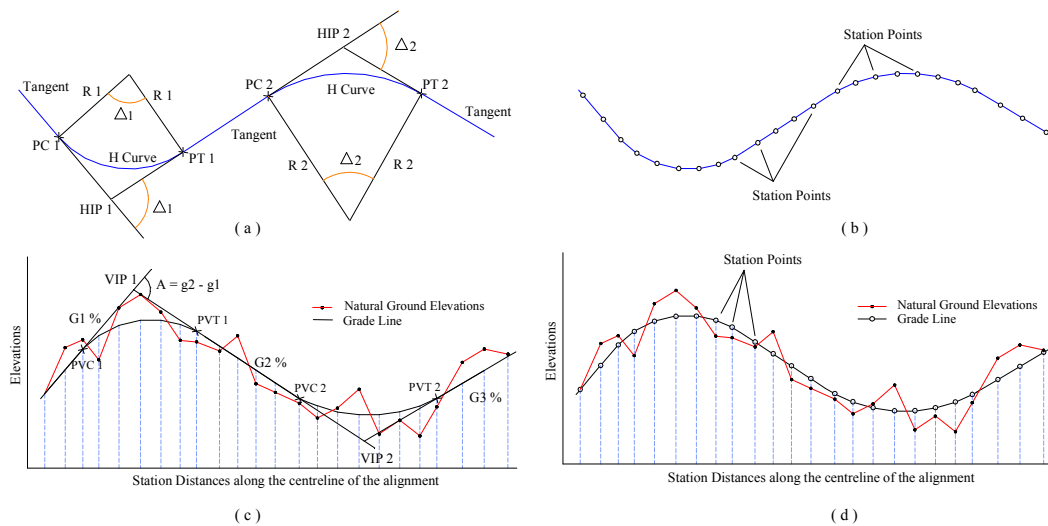 HIP 2
△2
PC 2
PT 2
H Curve
Tangent
Tangent
R 1
R 1
△1
Tangent
PC 1
H Curve
PT 1
R 2
△2
R 2
HIP 1
△1
( a )
Station Points
Station Points
( b )
VIP 1
A = g2 - g1
G1 %
PVT 1
Natural Ground Elevations
Grade Line
PVC 1
G2 %
PVC 2
PVT 2
G3 %
VIP 2
Elevations
Station Distances along the centreline of the alignment
( c )
Station Points
Natural Ground Elevations
Grade Line
Elevations
Station Distances along the centreline of the alignment
( d )